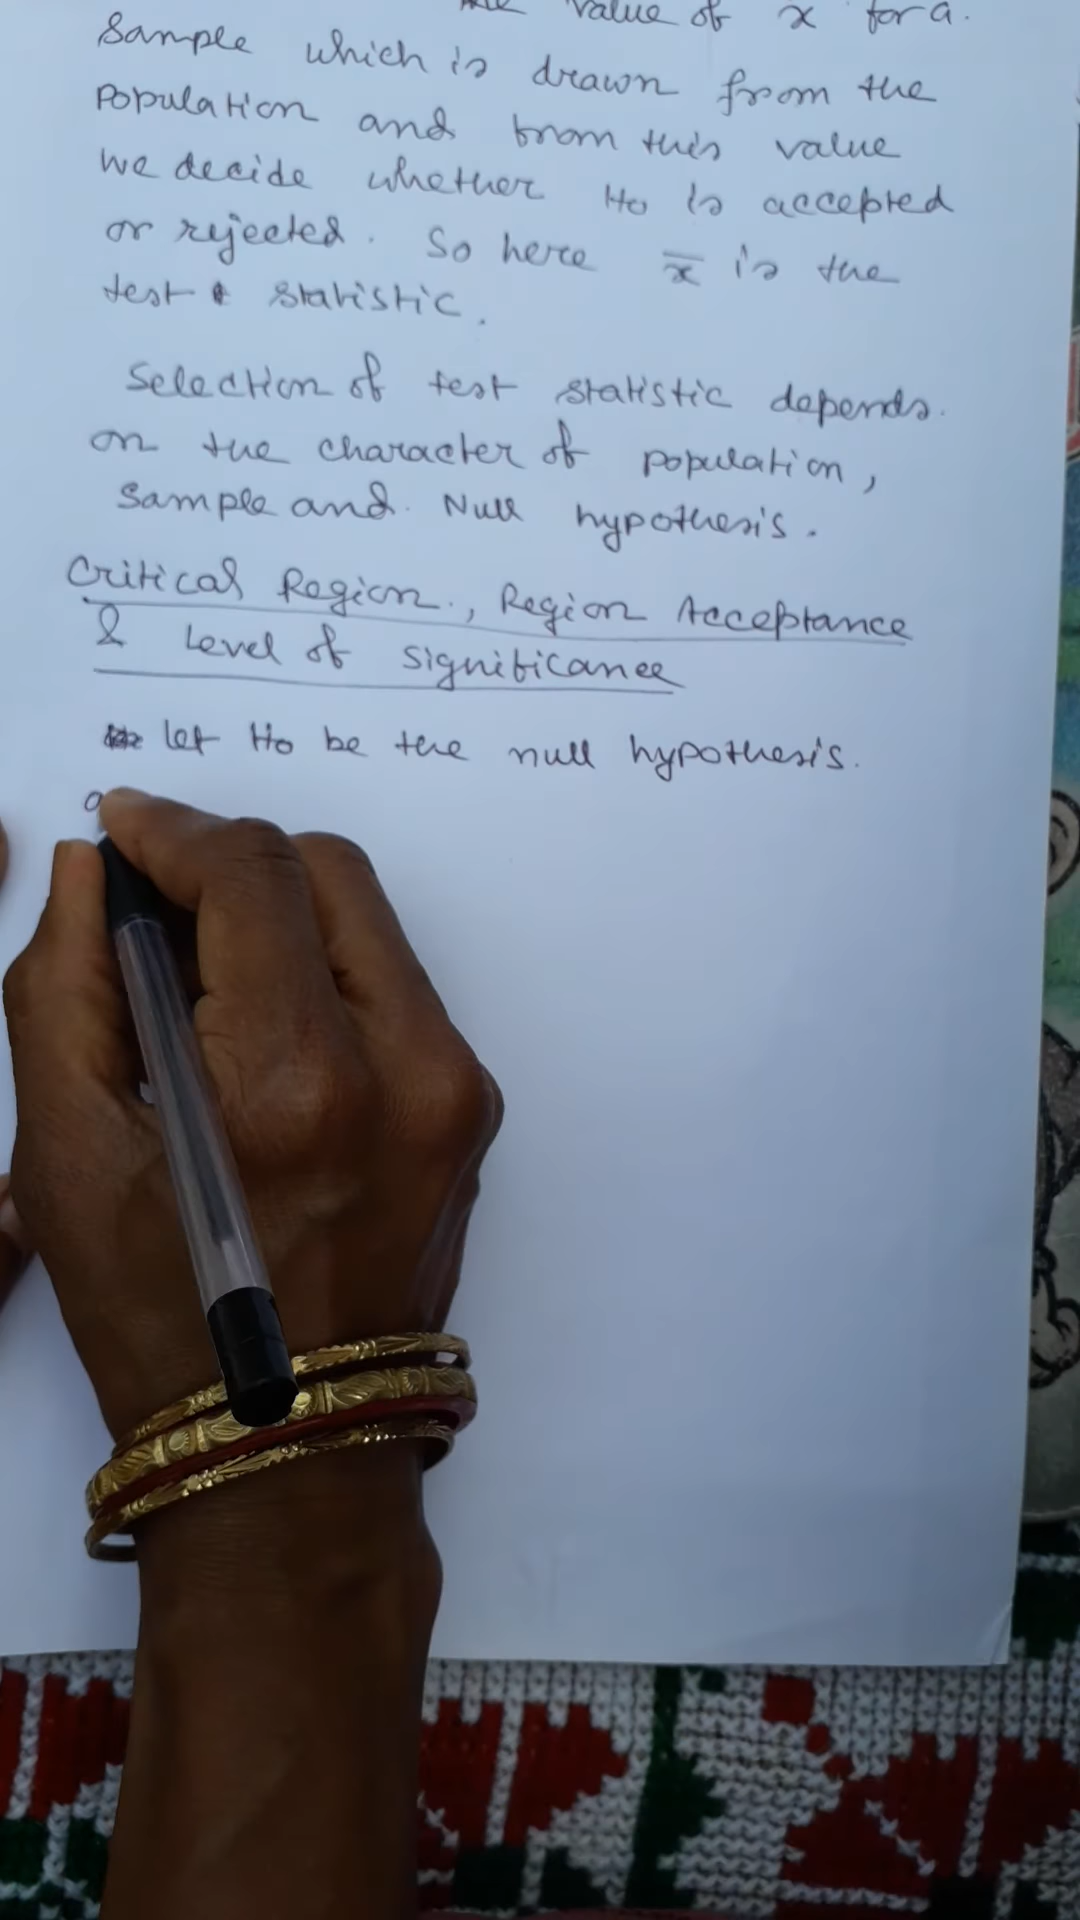 the value of x̄ for a.
Sample which is drawn from the
Population and from this value
we decide whether Ho is accepted
or rejected. So here x̄ is the
test statistic.
Selection of test statistic depends.
on the character of population,
Sample and. Null hypothesis.
Critical Region., Region Acceptance
& Level of significance
let Ho be the null hypothesis.
a